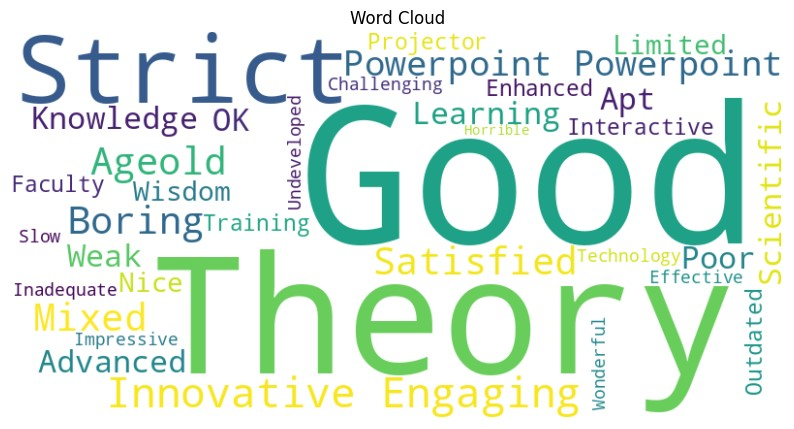 Word Cloud
Strict
Projector
Limited
Powerpoint Powerpoint
Challenging
Enhanced
Apt
Knowledge
OK
Undeveloped
Learning
Horrible
Interactive
Scientific
Good
Ageold
Faculty
Wisdom
Boring
Training
Slow
Weak
Satisfied
Technology
Poor
Effective
Theory
Inadequate
Nice
Mixed
Impressive
Advanced
Wonderful
Outdated
Innovative
Engaging